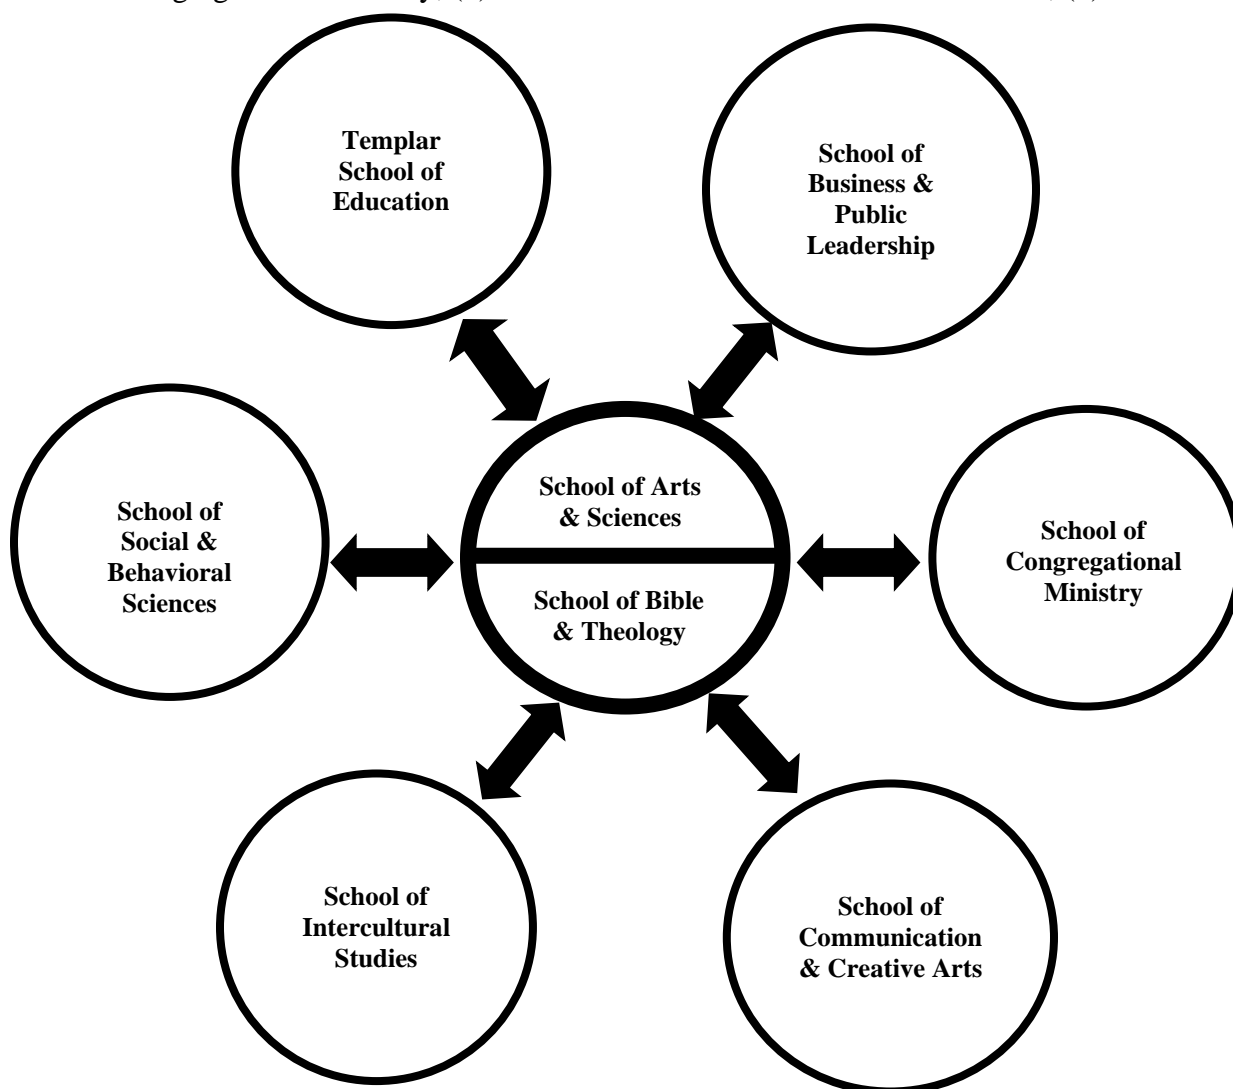 Templar
School of
Education
School of
Business &
Public
Leadership
School of Arts
& Sciences
School of Bible
& Theology
School of
Social &
Behavioral
Sciences
School of
Congregational
Ministry
School of
Intercultural
Studies
School of
Communication
& Creative Arts